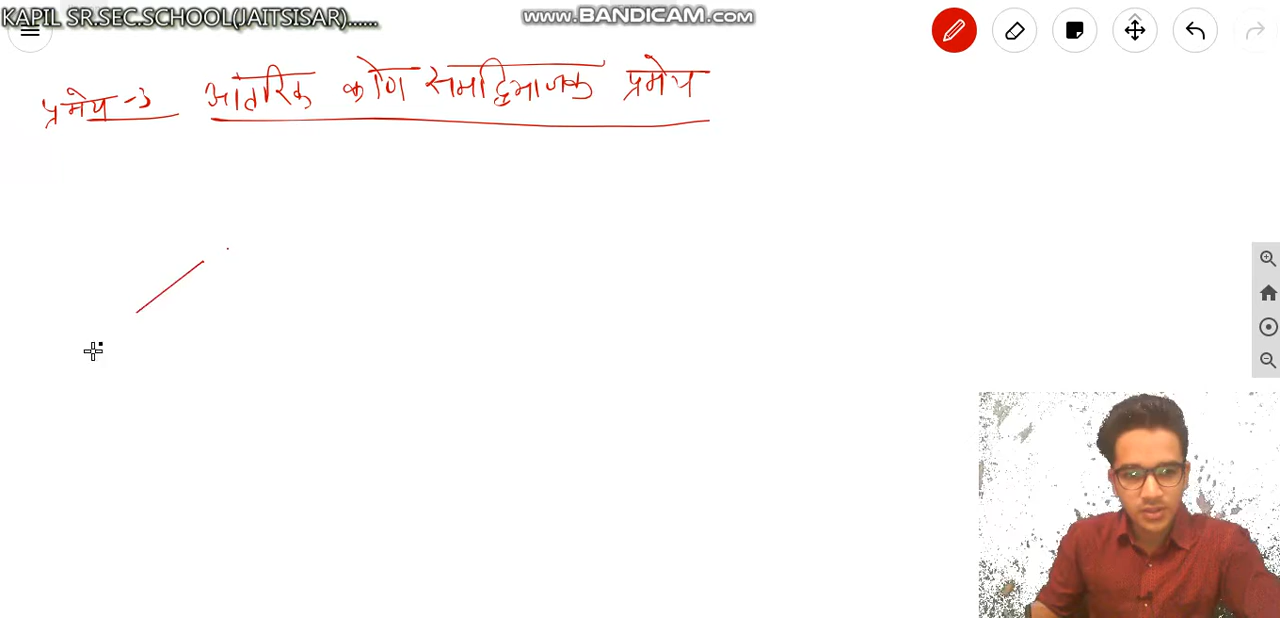 KAPIL SR.SEC.SCHOOL(JAITSISAR)......
www.BANDICAM.com
प्रमेय -3 आंतरिक कोण समद्विभाजक प्रमेय